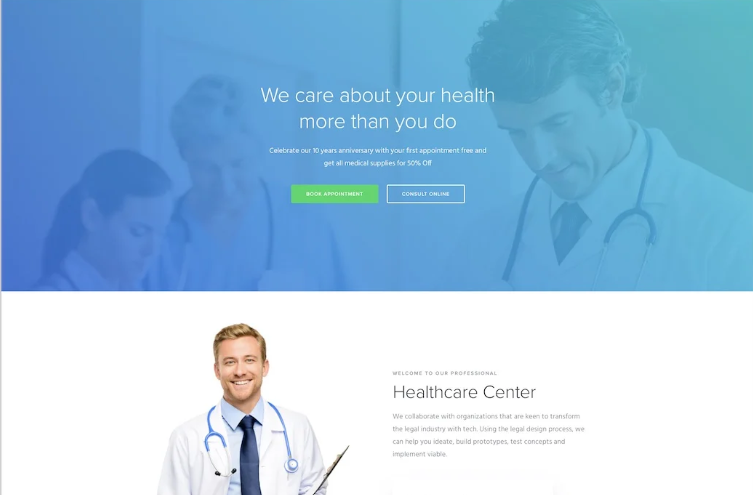 We care about your health
more than you do
Celebrate our 10 years anniversary with your first appointment free and
get all medical supplies for 50% Off
BOOK APPOINTMENT
CONSULT ONLINE
WELCOME TO OUR PROFESSIONAL
Healthcare Center
We collaborate with organizations that are keen to transform
the legal industry with tech. Using the legal design process, we
can help you ideate, build prototypes, test concepts and
implement viable.